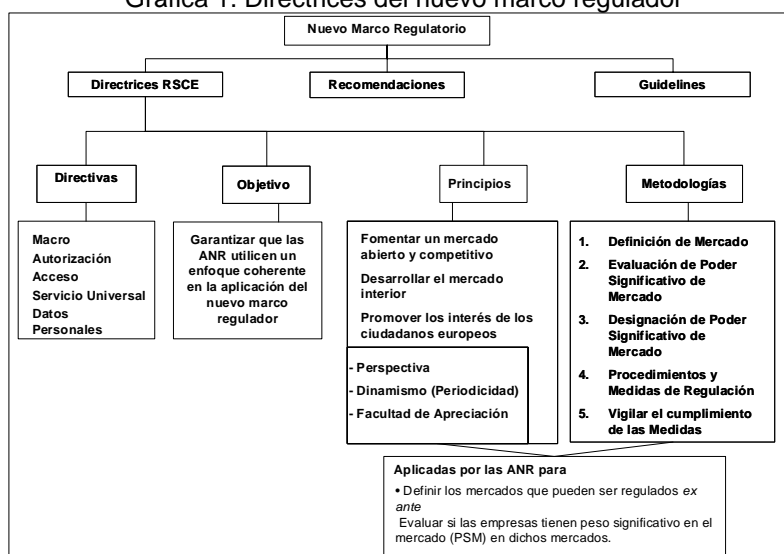 Gráfica 1. Directrices del nuevo marco regulador
Nuevo Marco Regulatorio
Directrices RSCE
Recomendaciones
Guidelines
Directivas
Objetivo
Principios
Metodologías
Macro
Autorización
Acceso
Servicio Universal
Datos
Personales
Garantizar que las
ANR utilicen un
enfoque coherente
en la aplicación del
nuevo marco
regulador
Fomentar un mercado
abierto y competitivo
Desarrollar el mercado
interior
Promover los interés de los
ciudadanos europeos
- Perspectiva
- Dinamismo (Periodicidad)
- Facultad de Apreciación
1. Definición de Mercado
2. Evaluación de Poder
Significativo de
Mercado
3. Designación de Poder
Significativo de
Mercado
4. Procedimientos y
Medidas de Regulación
5. Vigilar el cumplimiento
de las Medidas
Aplicadas por las ANR para
• Definir los mercados que pueden ser regulados ex
ante
Evaluar si las empresas tienen peso significativo en el
mercado (PSM) en dichos mercados.